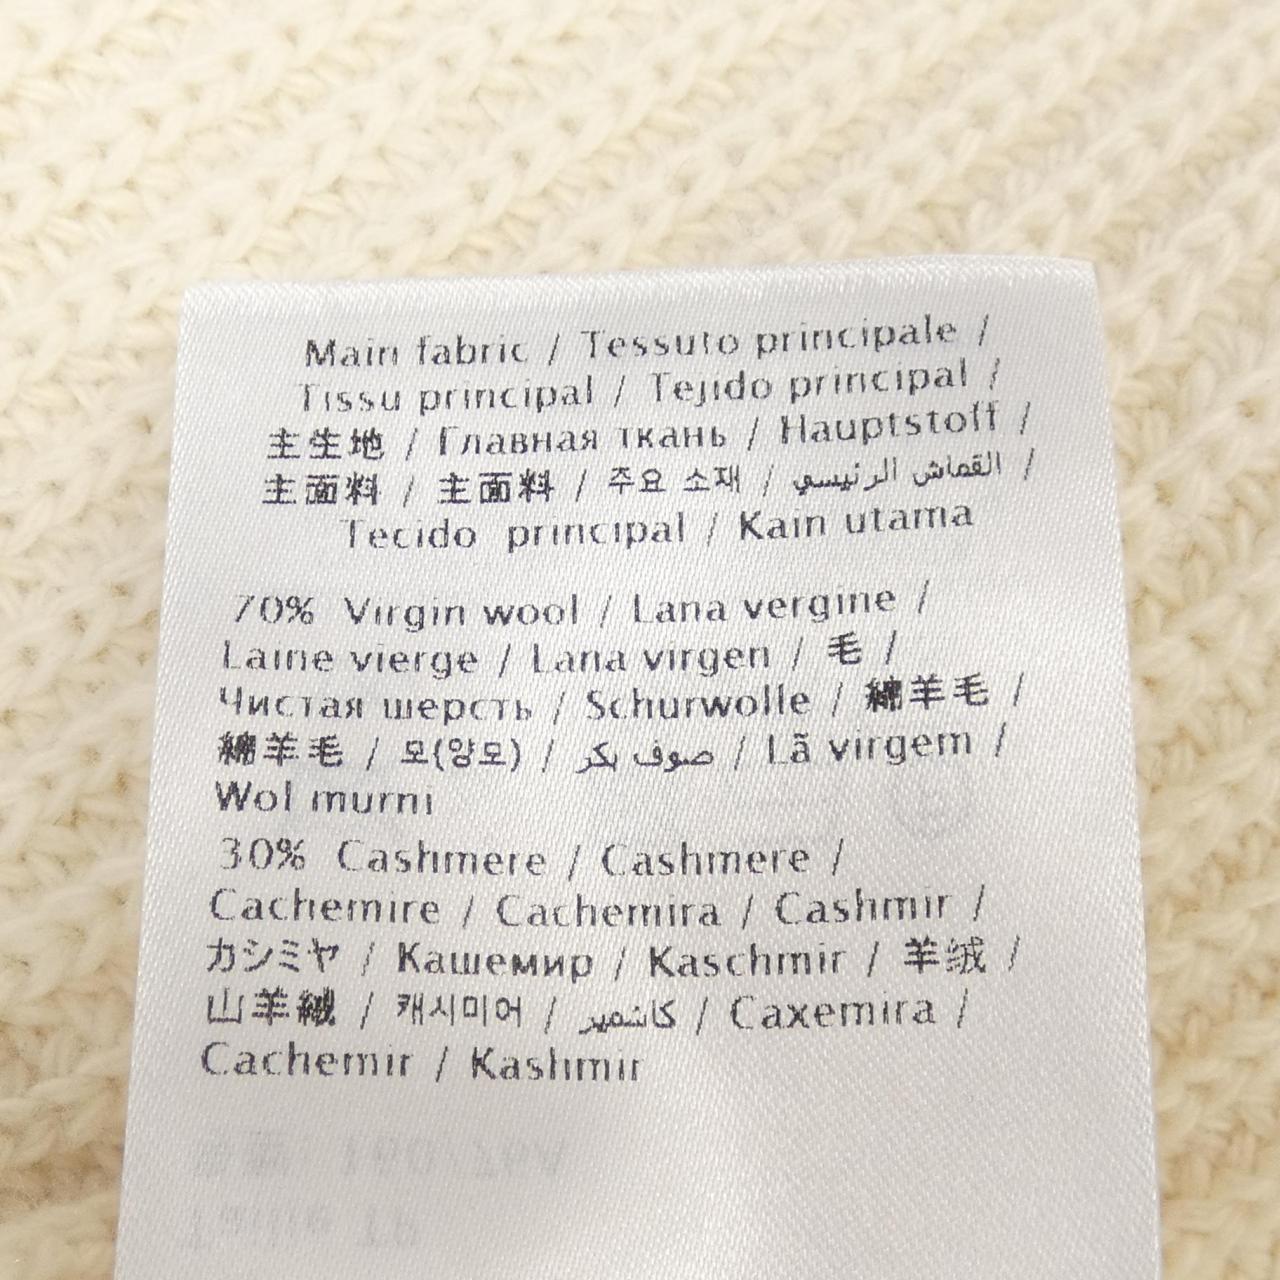 Main fabric / Tessuto principale /
Tissu principal / Tejido principal /
主生地 / Главная ткань / Hauptstoff /
主面料 / 主面料 / 주요 소재 / القماش الرئيسي /
Tecido principal / Kain utama
70% Virgin wool / Lana vergine /
Laine vierge / Lana virgen / 毛 /
Чистая шерсть / Schurwolle / 綿羊毛 /
綿羊毛 / 모(양모) / صوف بكر / Lã virgem /
Wol murni
30% Cashmere / Cashmere /
Cachemire / Cachemira / Cashmir /
カシミヤ / Кашемир / Kaschmir / 羊绒 /
山羊絨 / 캐시미어 / كاشمير / Caxemira /
Cachemir / Kashmir